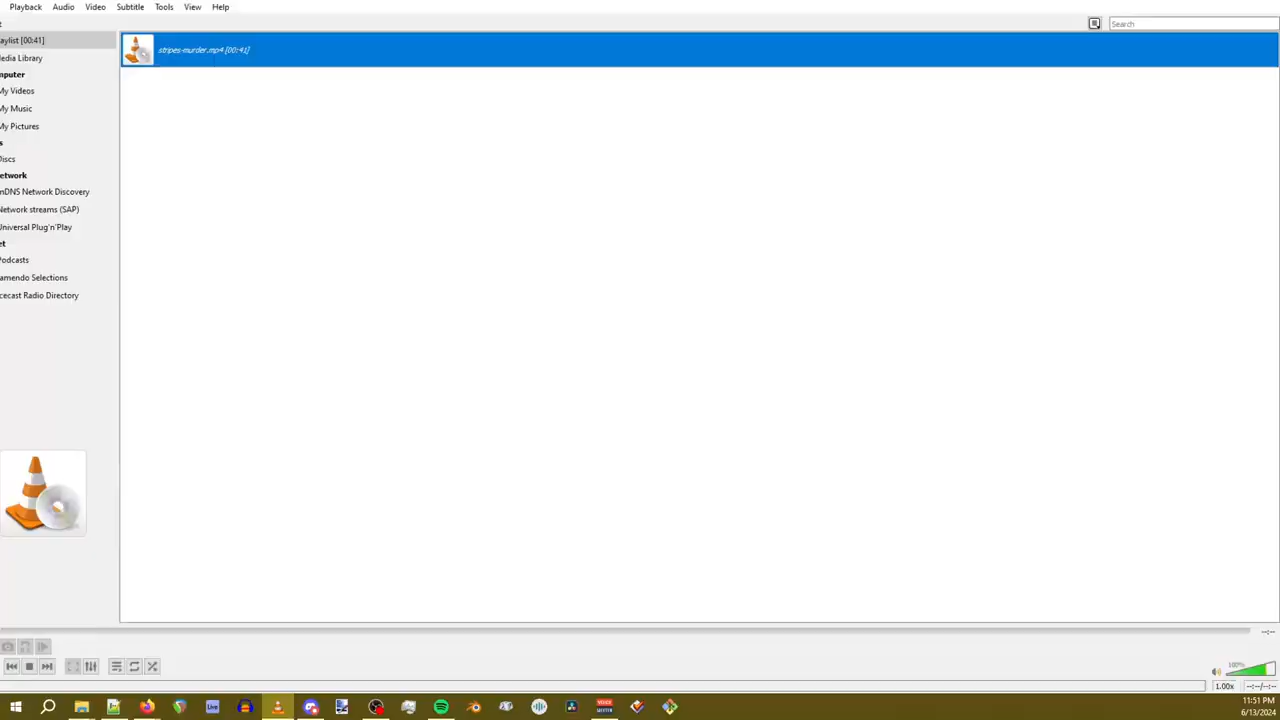 Playback Audio Video Subtitle Tools View Help
Search
aylist [00:41]
stripes-murder.mp4 [00:41]
edia Library
mputer
My Videos
My Music
My Pictures
s
Discs
etwork
mDNS Network Discovery
Network streams (SAP)
Universal Plug'n'Play
et
Podcasts
amendo Selections
cecast Radio Directory
--:--
100%
1.00x --:--/--:--
Live
11:51 PM
6/13/2024